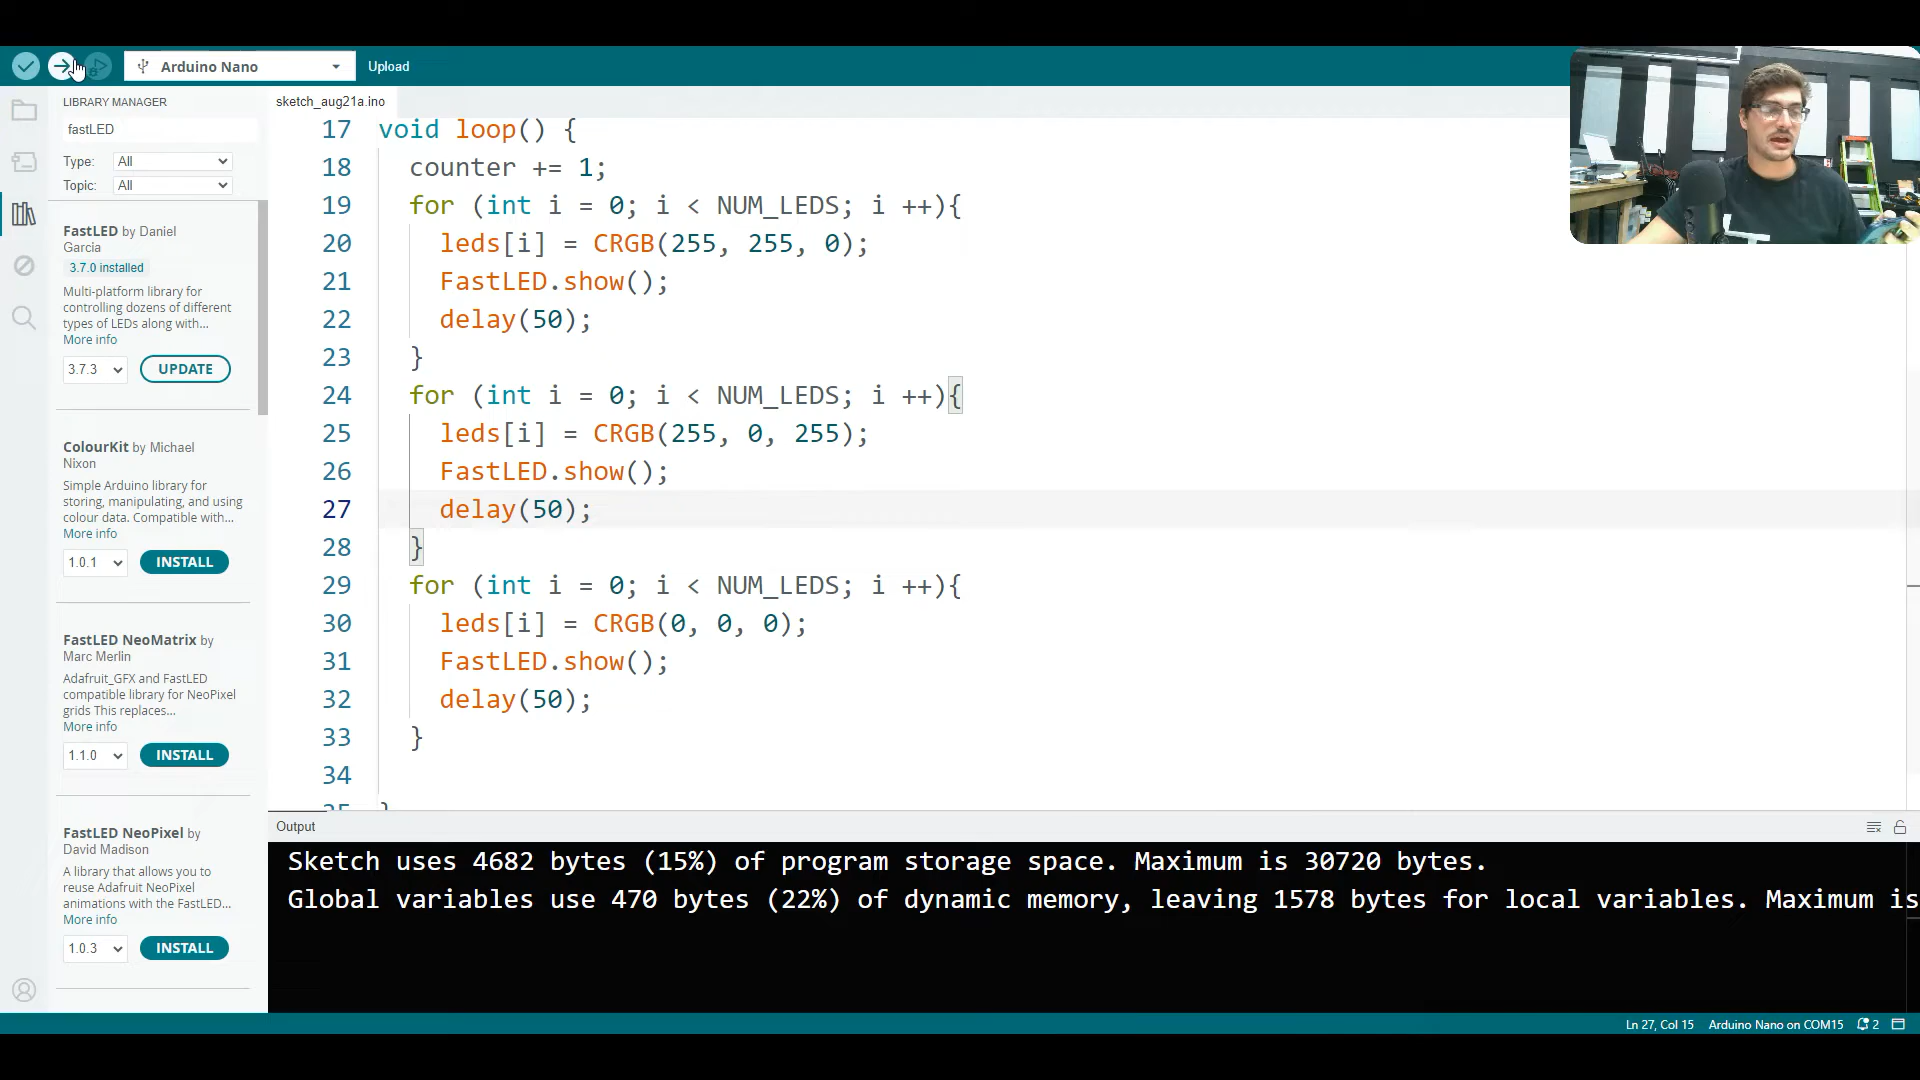 Arduino Nano
Upload
LIBRARY MANAGER
fastLED
Type: All
Topic: All
FastLED by Daniel
Garcia
3.7.0 installed
Multi-platform library for
controlling dozens of different
types of LEDs along with...
More info
3.7.3 UPDATE
ColourKit by Michael
Nixon
Simple Arduino library for
storing, manipulating, and using
colour data. Compatible with...
More info
1.0.1 INSTALL
FastLED NeoMatrix by
Marc Merlin
Adafruit_GFX and FastLED
compatible library for NeoPixel
grids This replaces...
More info
1.1.0 INSTALL
FastLED NeoPixel by
David Madison
A library that allows you to
reuse Adafruit NeoPixel
animations with the FastLED...
More info
1.0.3 INSTALL
sketch_aug21a.ino
17 void loop() {
18 counter += 1;
19 for (int i = 0; i < NUM_LEDS; i ++){
20 leds[i] = CRGB(255, 255, 0);
21 FastLED.show();
22 delay(50);
23 }
24 for (int i = 0; i < NUM_LEDS; i ++){
25 leds[i] = CRGB(255, 0, 255);
26 FastLED.show();
27 delay(50);
28 }
29 for (int i = 0; i < NUM_LEDS; i ++){
30 leds[i] = CRGB(0, 0, 0);
31 FastLED.show();
32 delay(50);
33 }
34
Output
Sketch uses 4682 bytes (15%) of program storage space. Maximum is 30720 bytes.
Global variables use 470 bytes (22%) of dynamic memory, leaving 1578 bytes for local variables. Maximum is
Ln 27, Col 15 Arduino Nano on COM15 2